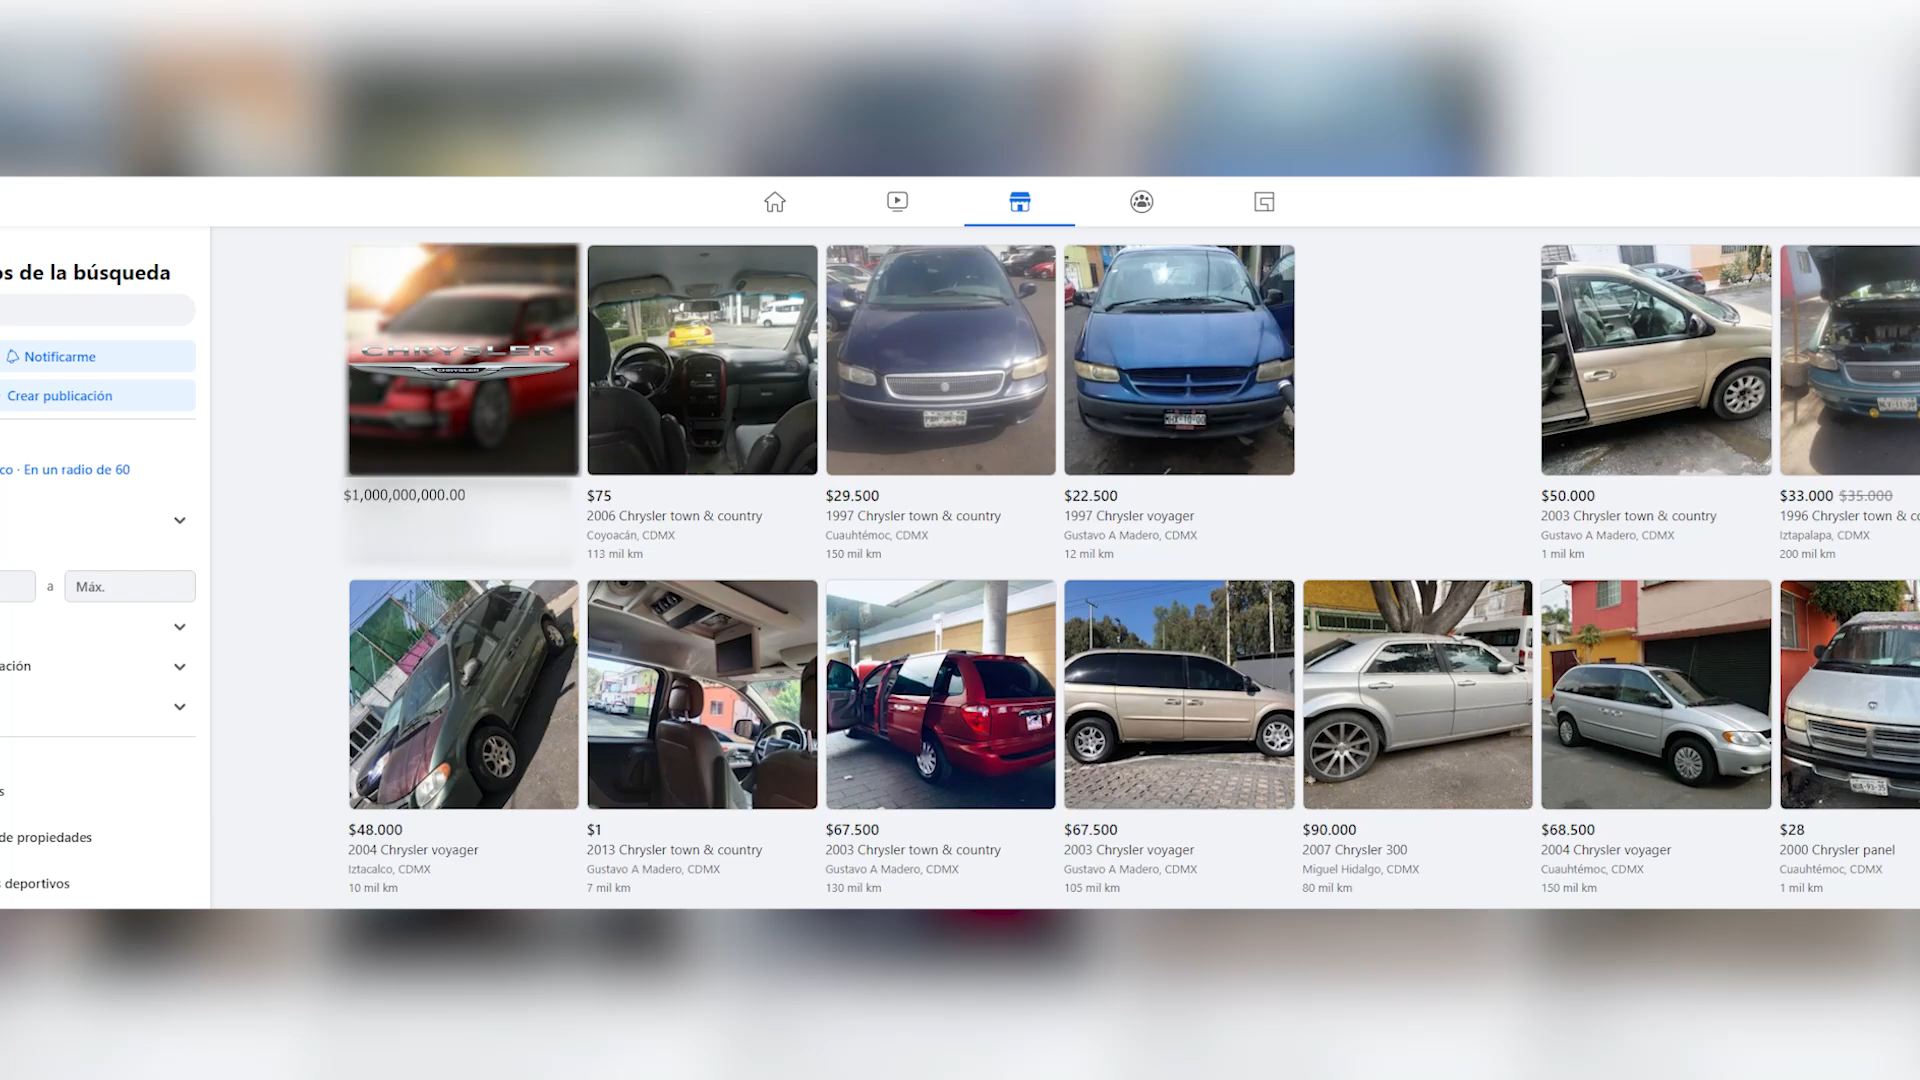 os de la búsqueda
Notificarme
Crear publicación
co · En un radio de 60
a
Máx.
ación
s
de propiedades
s deportivos
CHRYSLER
CHRYSLER
$1,000,000,000.00
$75
2006 Chrysler town & country
Coyoacán, CDMX
113 mil km
$29.500
1997 Chrysler town & country
Cuauhtémoc, CDMX
150 mil km
$22.500
1997 Chrysler voyager
Gustavo A Madero, CDMX
12 mil km
$50.000
2003 Chrysler town & country
Gustavo A Madero, CDMX
1 mil km
$33.000 $35.000
1996 Chrysler town & co
Iztapalapa, CDMX
200 mil km
$48.000
2004 Chrysler voyager
Iztacalco, CDMX
10 mil km
$1
2013 Chrysler town & country
Gustavo A Madero, CDMX
7 mil km
$67.500
2003 Chrysler town & country
Gustavo A Madero, CDMX
130 mil km
$67.500
2003 Chrysler voyager
Gustavo A Madero, CDMX
105 mil km
$90.000
2007 Chrysler 300
Miguel Hidalgo, CDMX
80 mil km
$68.500
2004 Chrysler voyager
Cuauhtémoc, CDMX
150 mil km
$28
2000 Chrysler panel
Cuauhtémoc, CDMX
1 mil km